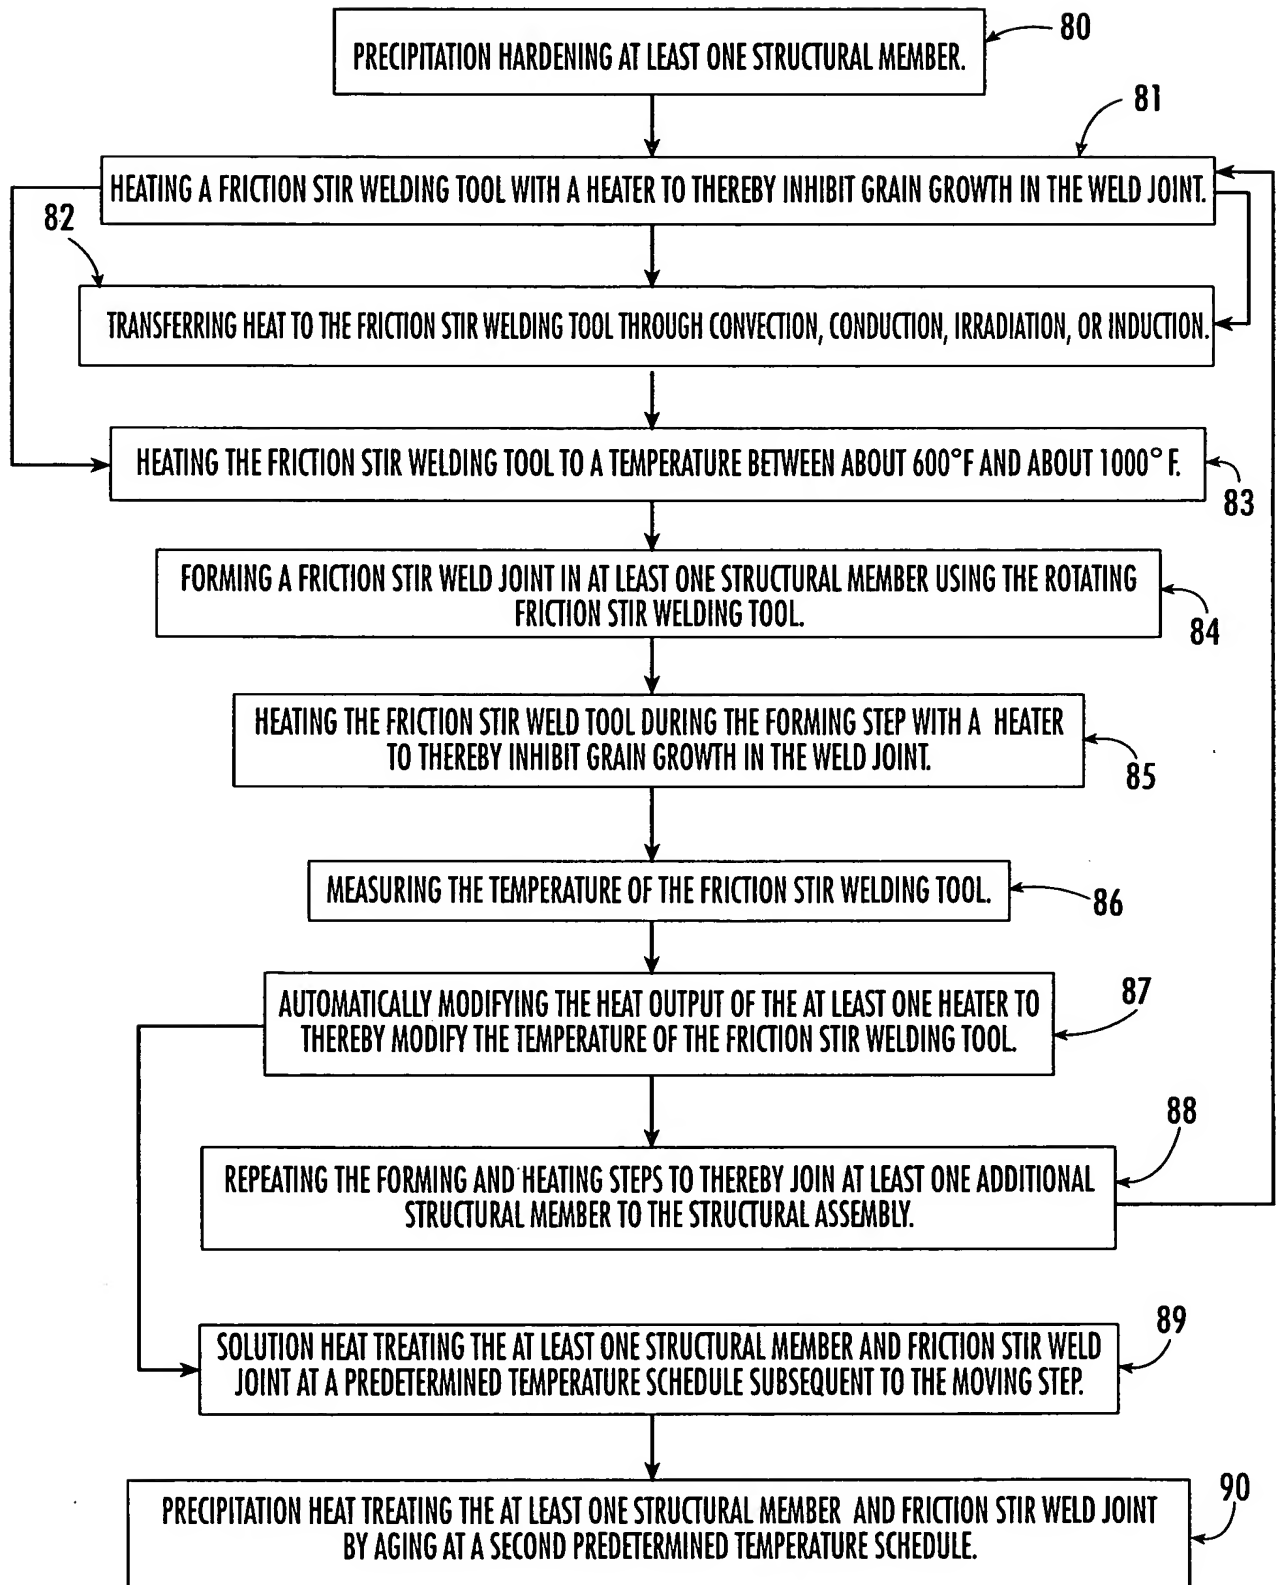 80
PRECIPITATION HARDENING AT LEAST ONE STRUCTURAL MEMBER.
81
HEATING A FRICTION STIR WELDING TOOL WITH A HEATER TO THEREBY INHIBIT GRAIN GROWTH IN THE WELD JOINT.
82
TRANSFERRING HEAT TO THE FRICTION STIR WELDING TOOL THROUGH CONVECTION, CONDUCTION, IRRADIATION, OR INDUCTION.
HEATING THE FRICTION STIR WELDING TOOL TO A TEMPERATURE BETWEEN ABOUT 600°F AND ABOUT 1000° F.
83
FORMING A FRICTION STIR WELD JOINT IN AT LEAST ONE STRUCTURAL MEMBER USING THE ROTATING
FRICTION STIR WELDING TOOL.
84
HEATING THE FRICTION STIR WELD TOOL DURING THE FORMING STEP WITH A HEATER
TO THEREBY INHIBIT GRAIN GROWTH IN THE WELD JOINT.
85
MEASURING THE TEMPERATURE OF THE FRICTION STIR WELDING TOOL.
86
AUTOMATICALLY MODIFYING THE HEAT OUTPUT OF THE AT LEAST ONE HEATER TO
THEREBY MODIFY THE TEMPERATURE OF THE FRICTION STIR WELDING TOOL.
87
88
REPEATING THE FORMING AND HEATING STEPS TO THEREBY JOIN AT LEAST ONE ADDITIONAL
STRUCTURAL MEMBER TO THE STRUCTURAL ASSEMBLY.
89
SOLUTION HEAT TREATING THE AT LEAST ONE STRUCTURAL MEMBER AND FRICTION STIR WELD
JOINT AT A PREDETERMINED TEMPERATURE SCHEDULE SUBSEQUENT TO THE MOVING STEP.
90
PRECIPITATION HEAT TREATING THE AT LEAST ONE STRUCTURAL MEMBER AND FRICTION STIR WELD JOINT
BY AGING AT A SECOND PREDETERMINED TEMPERATURE SCHEDULE.